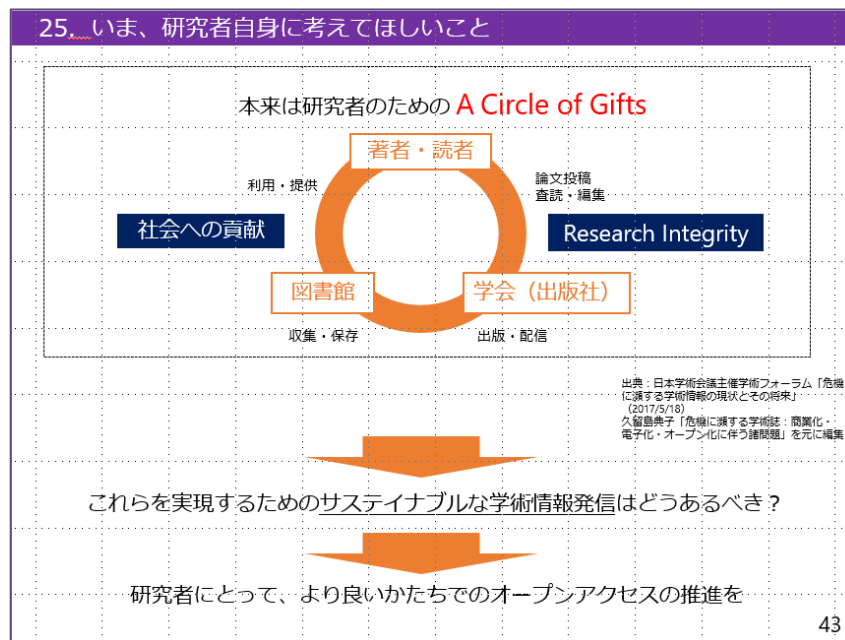 25. いま、研究者自身に考えてほしいこと
本来は研究者のための A Circle of Gifts
著者・読者
利用・提供
論文投稿
査読・編集
社会への貢献
Research Integrity
図書館
学会（出版社）
収集・保存
出版・配信
出典：日本学術会議主催学術フォーラム「危機
に瀕する学術情報の現状とその将来」
（2017/5/18）
久留島典子「危機に瀕する学術誌：商業化・
電子化・オープン化に伴う諸問題」を元に編集
これらを実現するためのサステイナブルな学術情報発信はどうあるべき？
研究者にとって、より良いかたちでのオープンアクセスの推進を
43